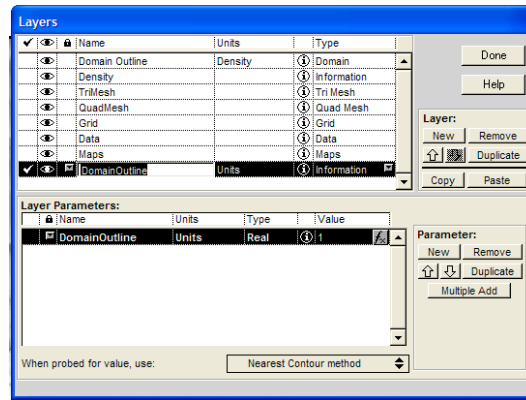 Layers
Name Units Type
Domain Outline Density Domain
Density Information
TriMesh Tri Mesh
QuadMesh Quad Mesh
Grid Grid
Data Data
Maps Maps
DomainOutline Units Information
Done
Help
Layer:
New Remove
Duplicate
Copy Paste
Layer Parameters:
Name Units Type Value
DomainOutline Units Real 1
Parameter:
New Remove
Duplicate
Multiple Add
When probed for value, use: Nearest Contour method